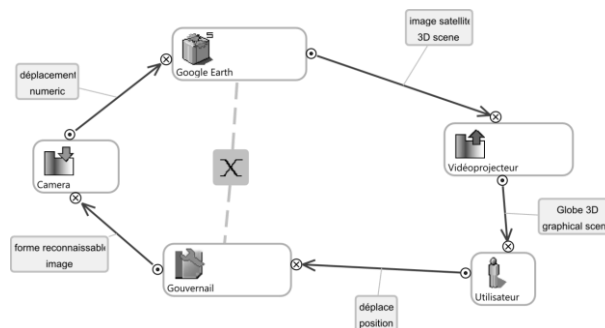 image satellite
3D scene
S
Google Earth
déplacement
numeric
Camera
Vidéoprojecteur
Globe 3D
graphical scen
forme reconnaissable
image
Gouvernail
Utilisateur
déplace
position